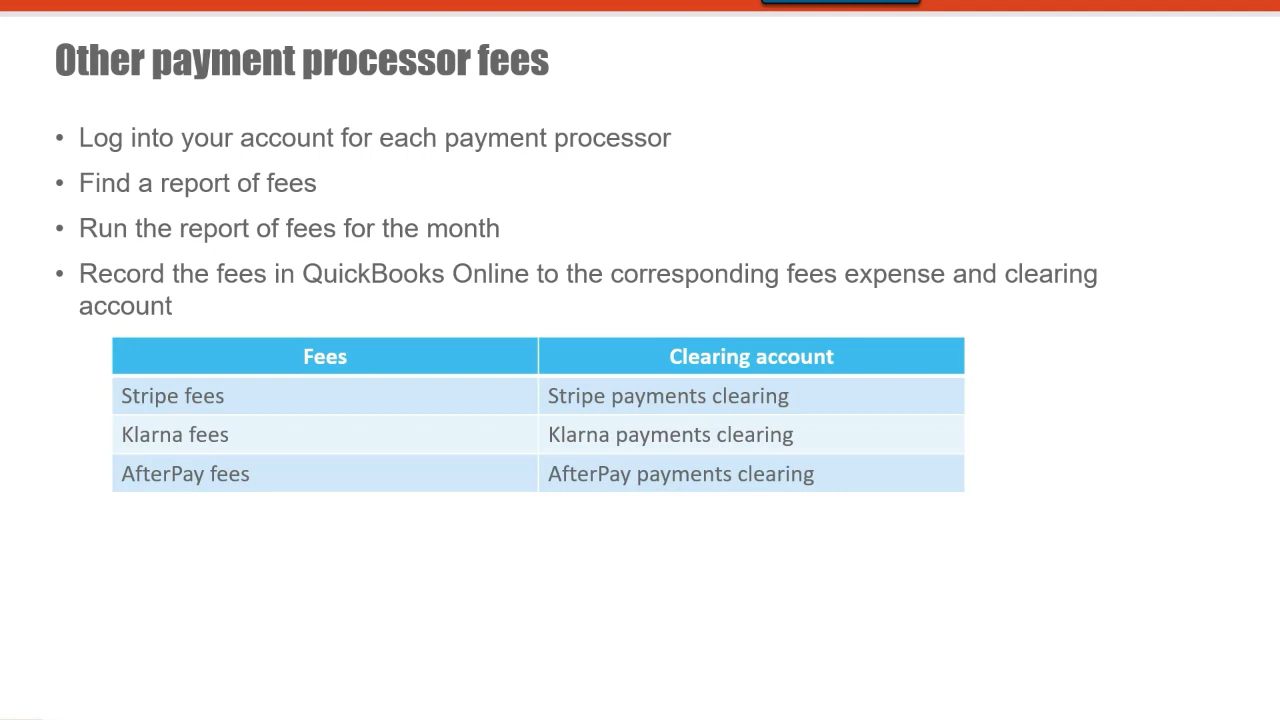 Other payment processor fees
• Log into your account for each payment processor
• Find a report of fees
• Run the report of fees for the month
• Record the fees in QuickBooks Online to the corresponding fees expense and clearing
account
Fees Clearing account
Stripe fees Stripe payments clearing
Klarna fees Klarna payments clearing
AfterPay fees AfterPay payments clearing